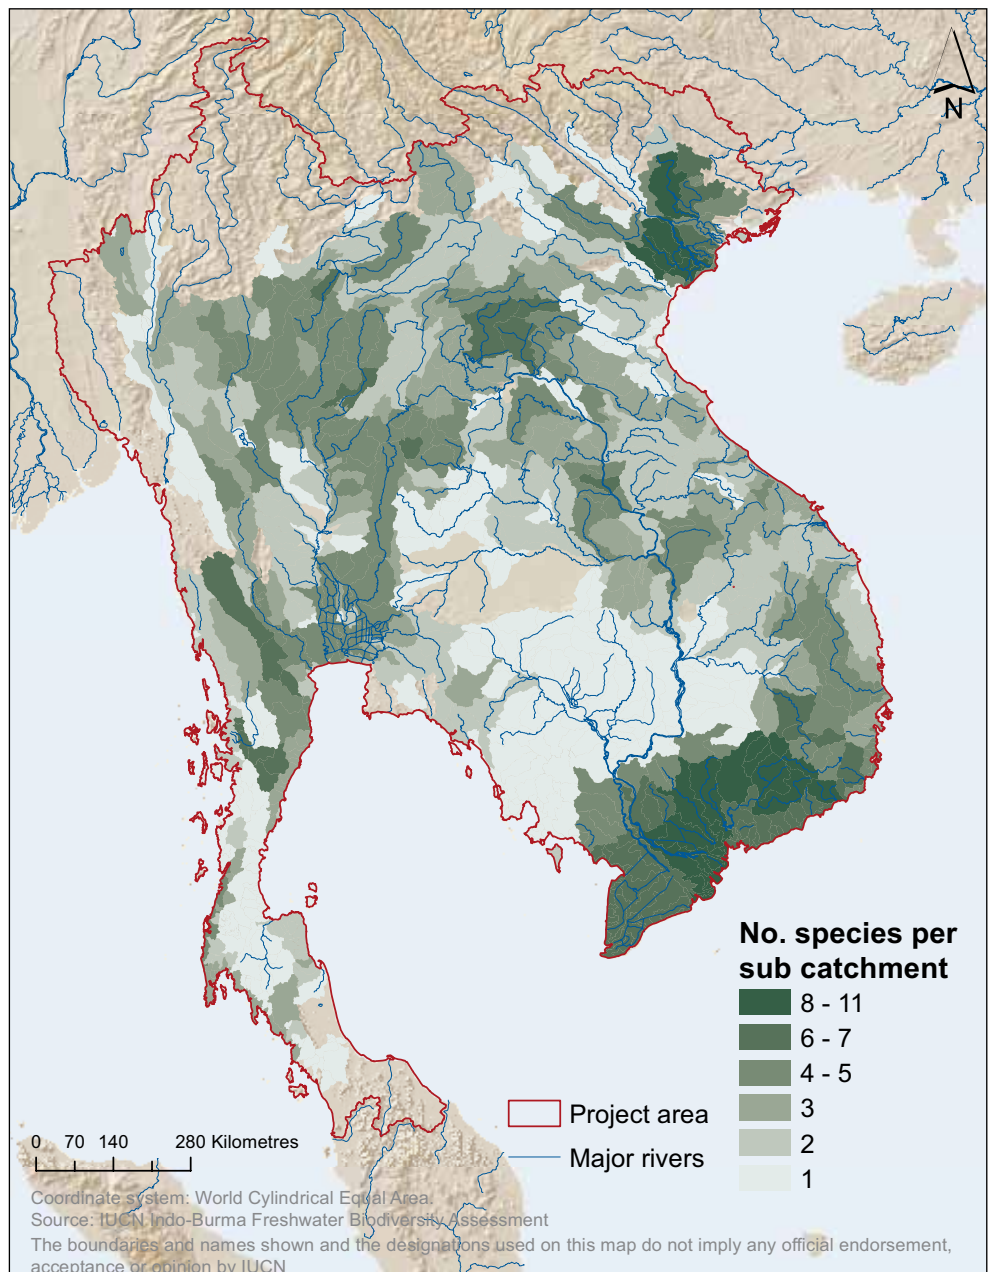 N
No. species per
sub catchment
8 - 11
6 - 7
4 - 5
3
2
1
Project area
Major rivers
0 70 140 280 Kilometres
Coordinate system: World Cylindrical Equal Area.
Source: IUCN Indo-Burma Freshwater Biodiversity Assessment
The boundaries and names shown and the designations used on this map do not imply any official endorsement,
acceptance or opinion by IUCN